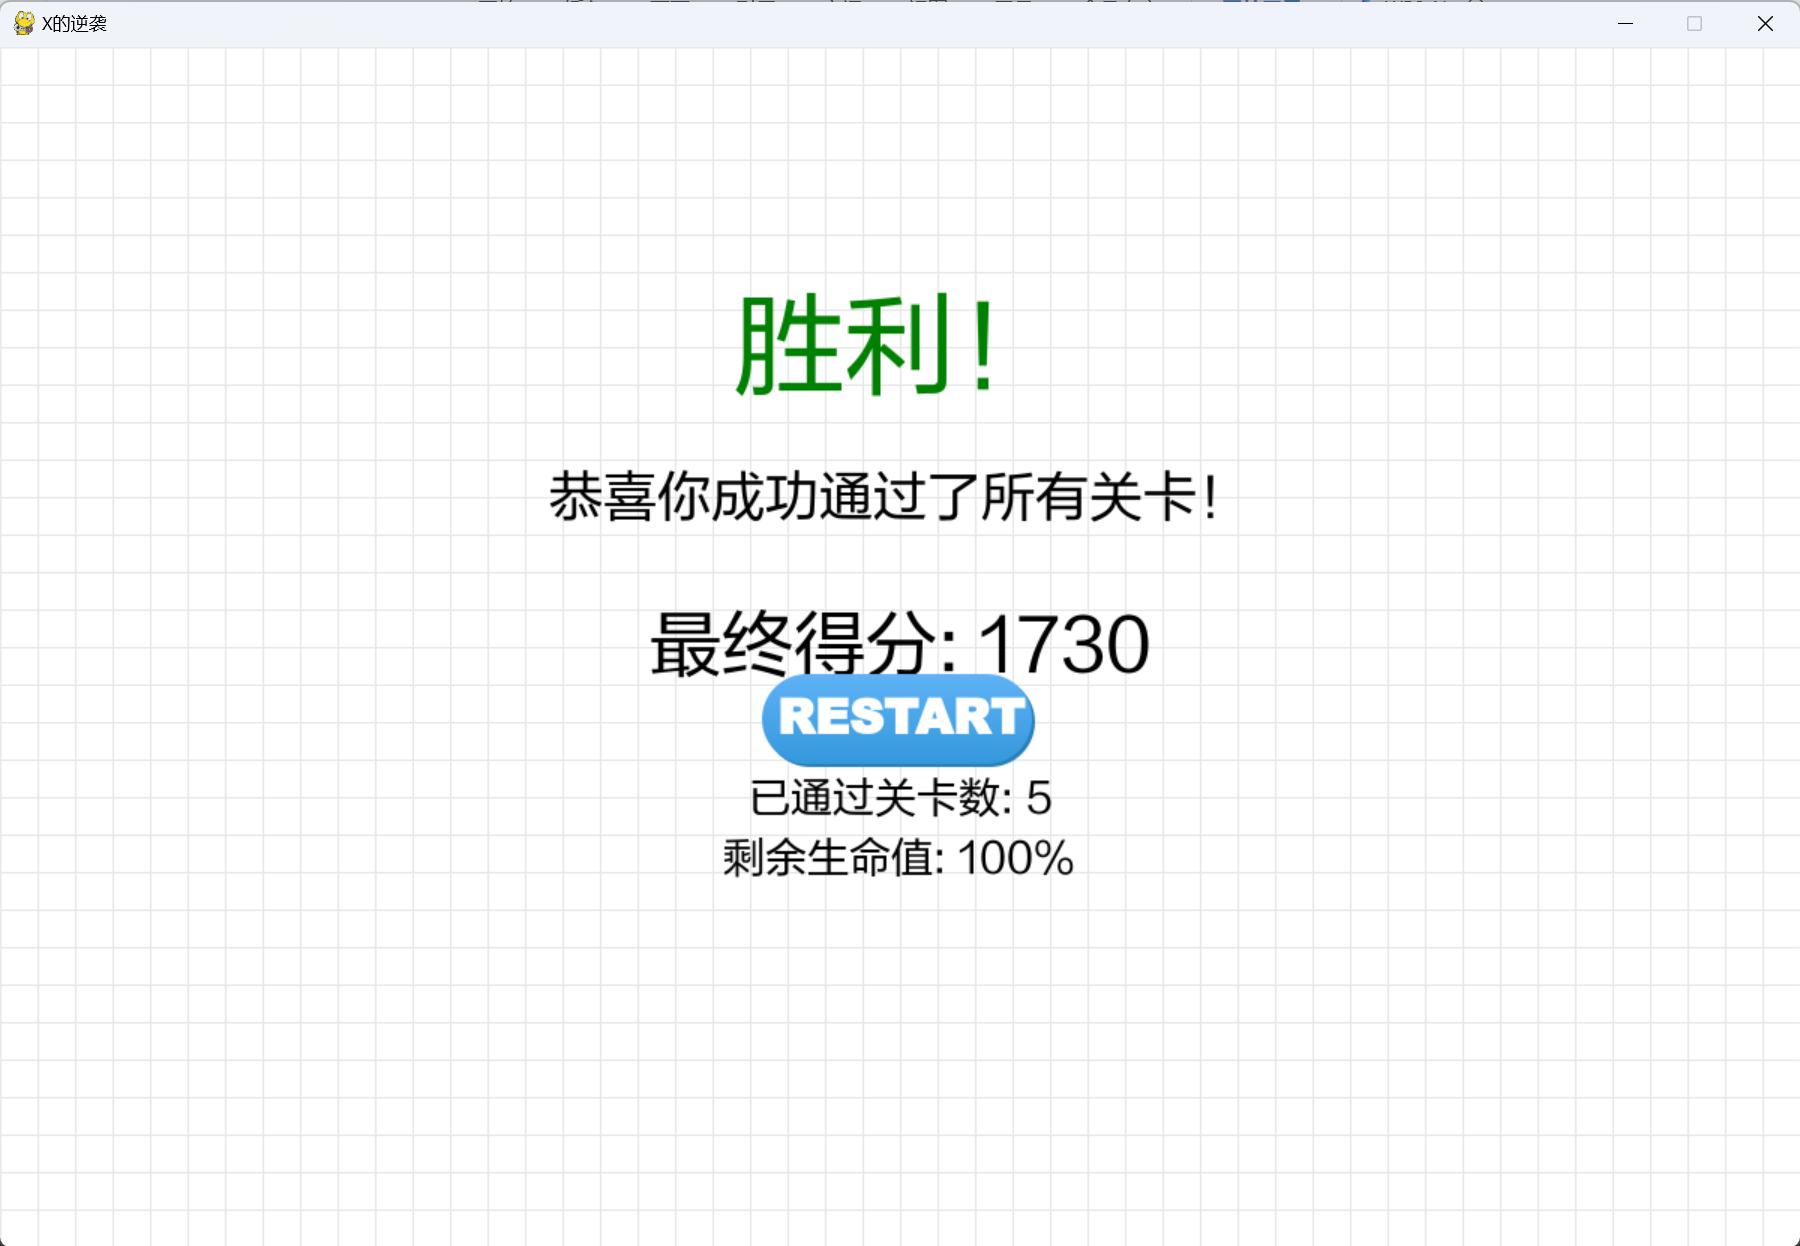 X的逆袭
胜利！
恭喜你成功通过了所有关卡！
最终得分: 1730
RESTART
已通过关卡数: 5
剩余生命值: 100%